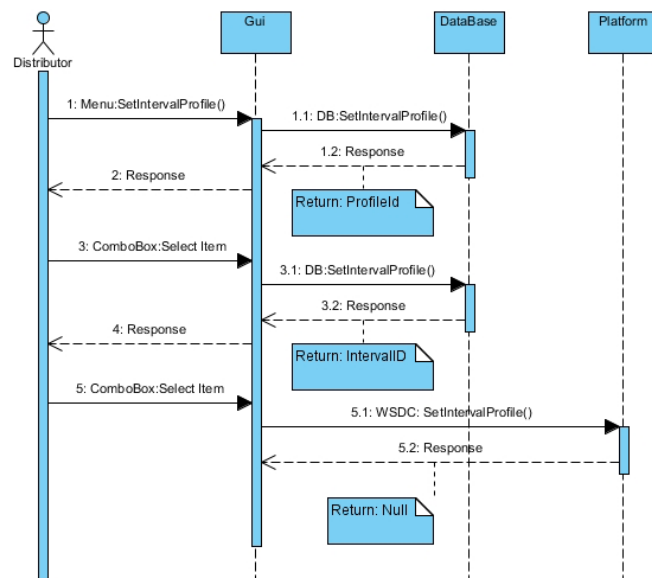 Gui
DataBase
Platform
Distributor
1: Menu:SetIntervalProfile()
1.1: DB:SetIntervalProfile()
1.2: Response
2: Response
Return: ProfileId
3: ComboBox:Select Item
3.1: DB:SetIntervalProfile()
3.2: Response
4: Response
Return: IntervalID
5: ComboBox:Select Item
5.1: WSDC: SetIntervalProfile()
5.2: Response
Return: Null